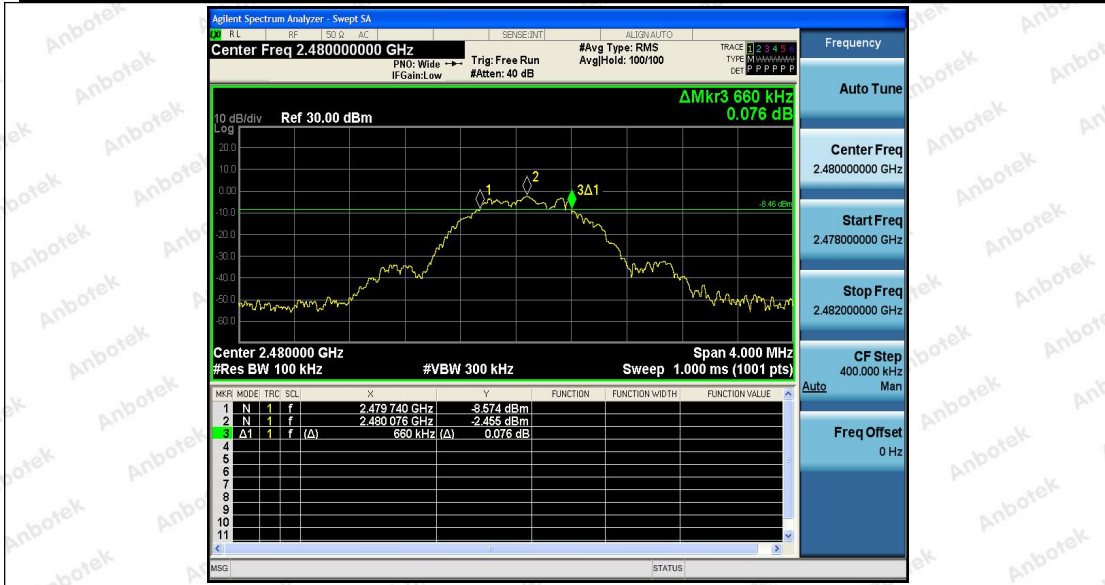 Agilent Spectrum Analyzer - Swept SA
LXI RL RF 50 Ω AC SENSE:INT ALIGNAUTO
Center Freq 2.480000000 GHz
PNO: Wide
IFGain:Low
Trig: Free Run
#Atten: 40 dB
#Avg Type: RMS
Avg|Hold: 100/100
TRACE 1 2 3 4 5 6
TYPE M
DET P P P P P P
ΔMkr3 660 kHz
0.076 dB
10 dB/div Ref 30.00 dBm
Log
20.0
10.0
0.00
-10.0
-20.0
-30.0
-40.0
-50.0
-60.0
1
2
3Δ1
-8.46 dBm
Center 2.480000 GHz
Span 4.000 MHz
#Res BW 100 kHz
#VBW 300 kHz
Sweep 1.000 ms (1001 pts)
MKR MODE TRC SCL X Y FUNCTION FUNCTION WIDTH FUNCTION VALUE
1 N 1 f 2.479 740 GHz -8.574 dBm
2 N 1 f 2.480 076 GHz -2.455 dBm
3 Δ1 1 f (Δ) 660 kHz (Δ) 0.076 dB
4
5
6
7
8
9
10
11
MSG
STATUS
Frequency
Auto Tune
Center Freq
2.480000000 GHz
Start Freq
2.478000000 GHz
Stop Freq
2.482000000 GHz
CF Step
400.000 kHz
Auto Man
Freq Offset
0 Hz
Anbotek